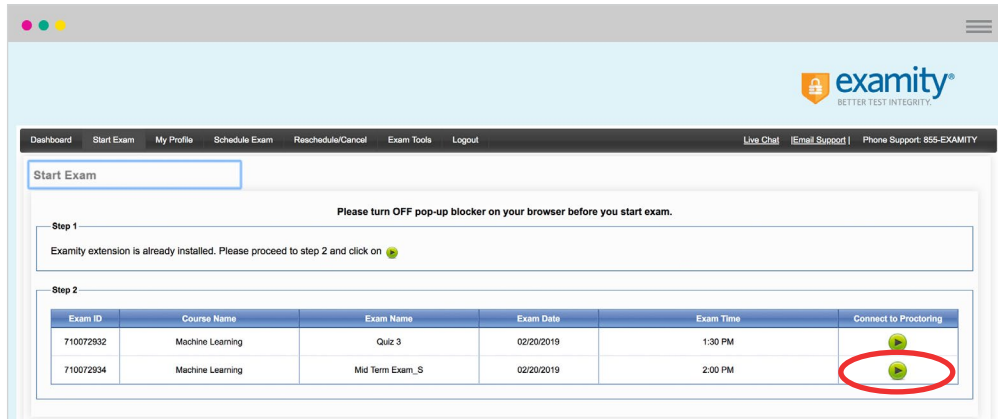 examity®
BETTER TEST INTEGRITY.
Dashboard Start Exam My Profile Schedule Exam Reschedule/Cancel Exam Tools Logout Live Chat |Email Support | Phone Support: 855-EXAMITY
Start Exam
Please turn OFF pop-up blocker on your browser before you start exam.
Step 1
Examity extension is already installed. Please proceed to step 2 and click on
Step 2
Exam ID Course Name Exam Name Exam Date Exam Time Connect to Proctoring
710072932 Machine Learning Quiz 3 02/20/2019 1:30 PM
710072934 Machine Learning Mid Term Exam_S 02/20/2019 2:00 PM